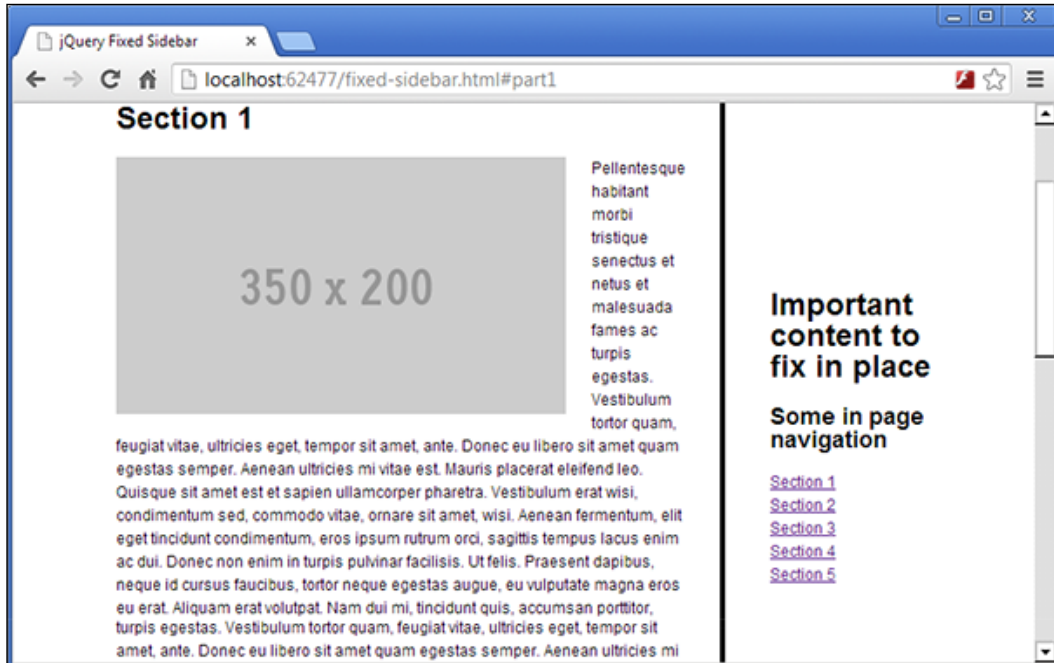 jQuery Fixed Sidebar
localhost:62477/fixed-sidebar.html#part1
Section 1
350 x 200
Pellentesque
habitant
morbi
tristique
senectus et
netus et
malesuada
fames ac
turpis
egestas.
Vestibulum
tortor quam,
feugiat vitae, ultricies eget, tempor sit amet, ante. Donec eu libero sit amet quam
egestas semper. Aenean ultricies mi vitae est. Mauris placerat eleifend leo.
Quisque sit amet est et sapien ullamcorper pharetra. Vestibulum erat wisi,
condimentum sed, commodo vitae, ornare sit amet, wisi. Aenean fermentum, elit
eget tincidunt condimentum, eros ipsum rutrum orci, sagittis tempus lacus enim
ac dui. Donec non enim in turpis pulvinar facilisis. Ut felis. Praesent dapibus,
neque id cursus faucibus, tortor neque egestas augue, eu vulputate magna eros
eu erat. Aliquam erat volutpat. Nam dui mi, tincidunt quis, accumsan porttitor,
turpis egestas. Vestibulum tortor quam, feugiat vitae, ultricies eget, tempor sit
amet, ante. Donec eu libero sit amet quam egestas semper. Aenean ultricies mi
Important
content to
fix in place
Some in page
navigation
Section 1
Section 2
Section 3
Section 4
Section 5